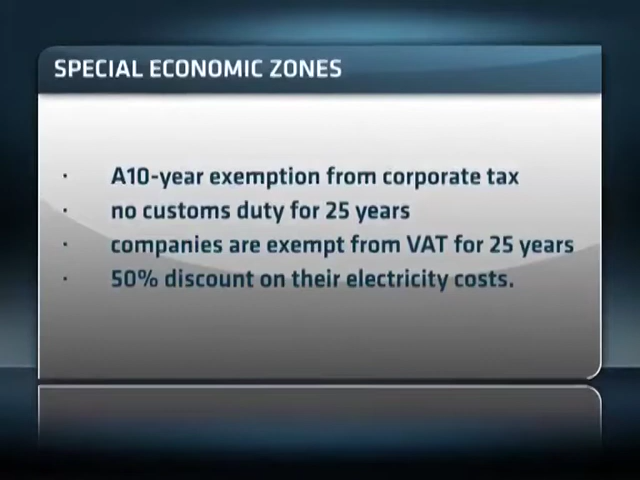 SPECIAL ECONOMIC ZONES
· A10-year exemption from corporate tax
· no customs duty for 25 years
· companies are exempt from VAT for 25 years
· 50% discount on their electricity costs.